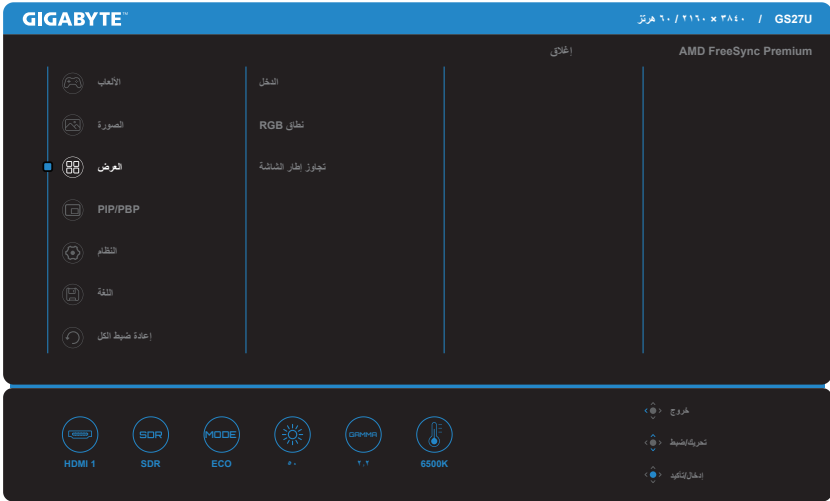 GIGABYTE™
GS27U / ٣٨٤٠ × ٢١٦٠ / ٦٠ هرتز
AMD FreeSync Premium
إغلاق
الألعاب
الصورة
العرض
PIP/PBP
النظام
اللغة
إعادة ضبط الكل
الدخل
نطاق RGB
تجاوز إطار الشاشة
خروج
تحريك/ضبط
إدخال/تأكيد
SDR
MODE
GAMMA
HDMI 1
SDR
ECO
٥٠
٢,٢
6500K